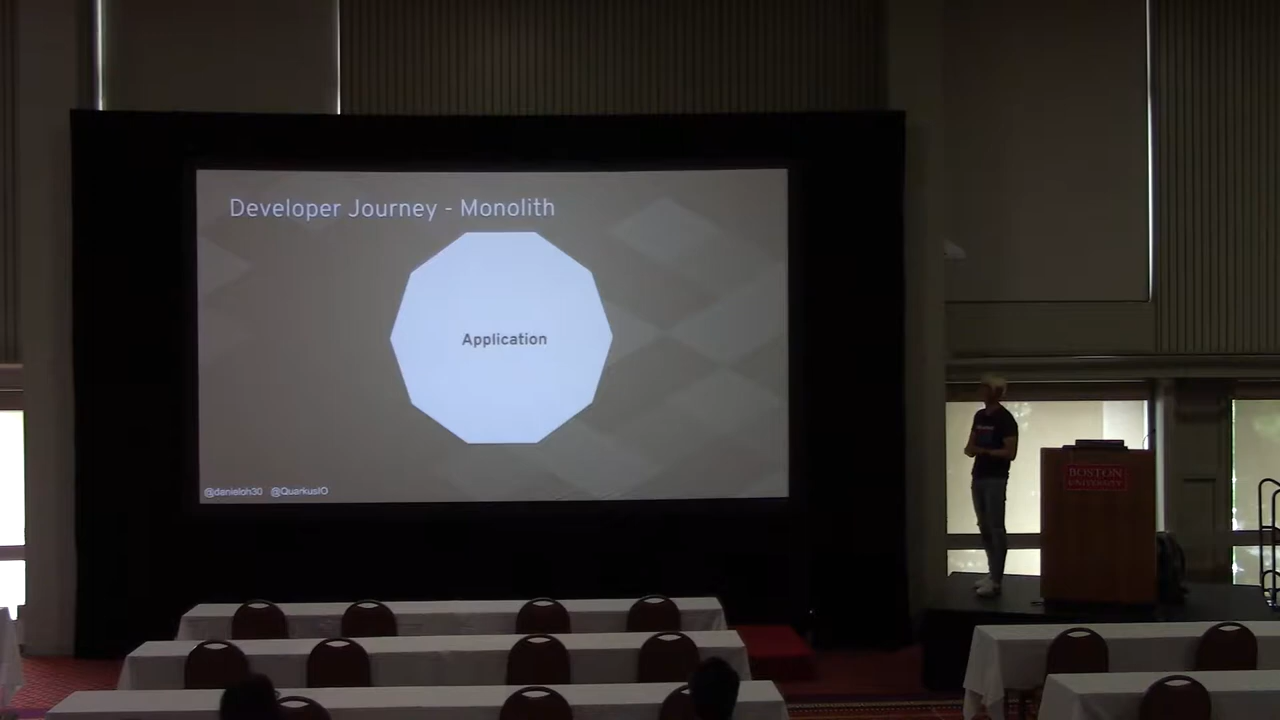 Developer Journey - Monolith
Application
@danieloh30 @QuarkusIO
BOSTON
UNIVERSITY